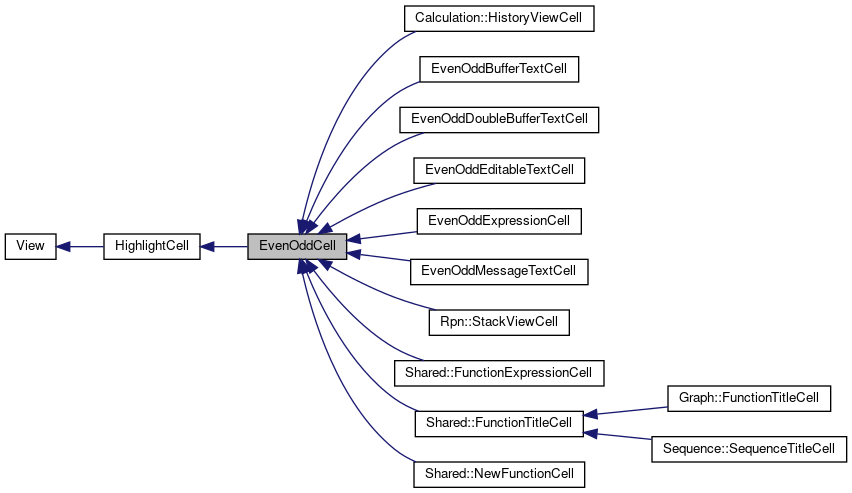 Calculation::HistoryViewCell
EvenOddBufferTextCell
EvenOddDoubleBufferTextCell
EvenOddEditableTextCell
EvenOddExpressionCell
View
HighlightCell
EvenOddCell
EvenOddMessageTextCell
Rpn::StackViewCell
Shared::FunctionExpressionCell
Graph::FunctionTitleCell
Shared::FunctionTitleCell
Sequence::SequenceTitleCell
Shared::NewFunctionCell